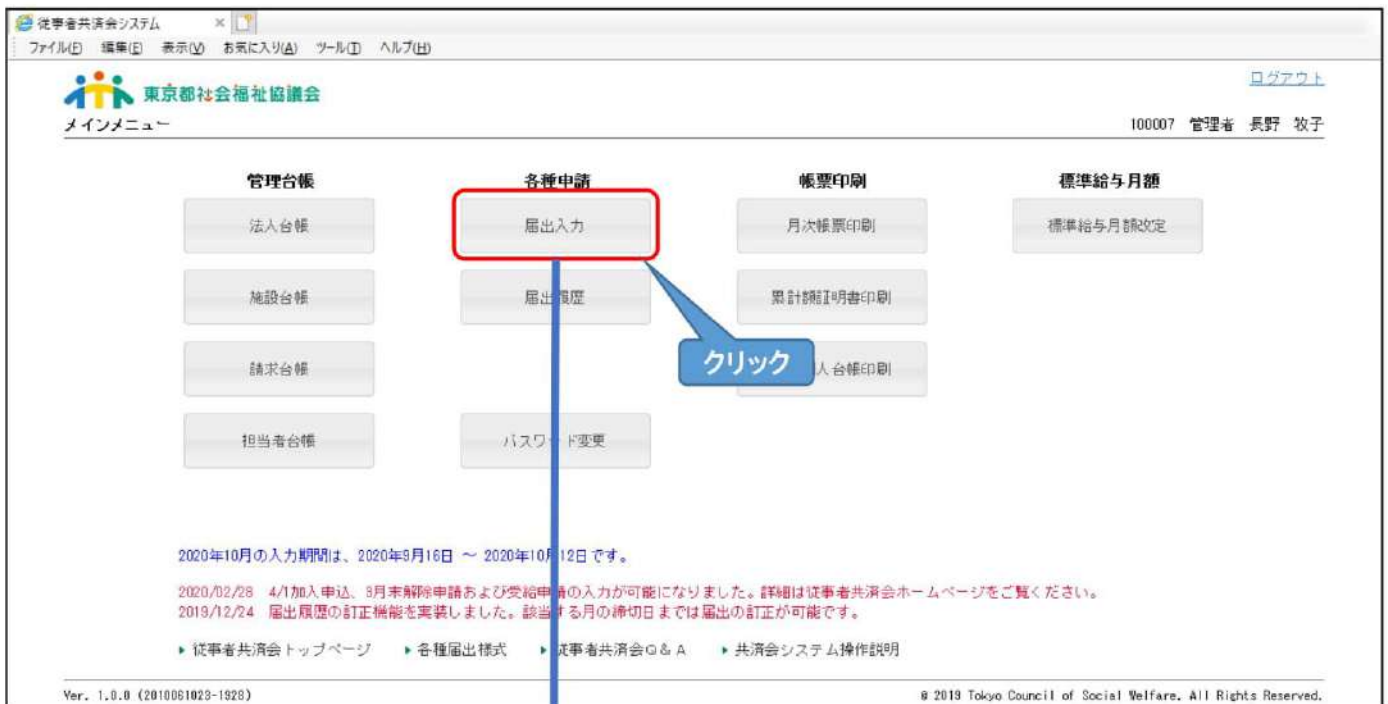 従事者共済会システム
ファイル(F) 編集(E) 表示(V) お気に入り(A) ツール(T) ヘルプ(H)
ログアウト
東京都社会福祉協議会
メインメニュー
100007 管理者 長野 牧子
管理台帳 各種申請 帳票印刷 標準給与月額
法人台帳 届出入力 月次帳票印刷 標準給与月額改定
施設台帳 届出履歴 累計額証明書印刷
請求台帳 クリック 人台帳印刷
担当者台帳 パスワード変更
2020年10月の入力期間は、2020年9月16日 ～ 2020年10月12日です。
2020/02/28 4/1加入申込、3月末解除申請および受給申請の入力が可能になりました。詳細は従事者共済会ホームページをご覧ください。
2019/12/24 届出履歴の訂正機能を実装しました。該当する月の締切日までは届出の訂正が可能です。
従事者共済会トップページ 各種届出様式 従事者共済会Q&A 共済会システム操作説明
Ver. 1.0.0 (2010061023-1928) © 2019 Tokyo Council of Social Welfare. All Rights Reserved.